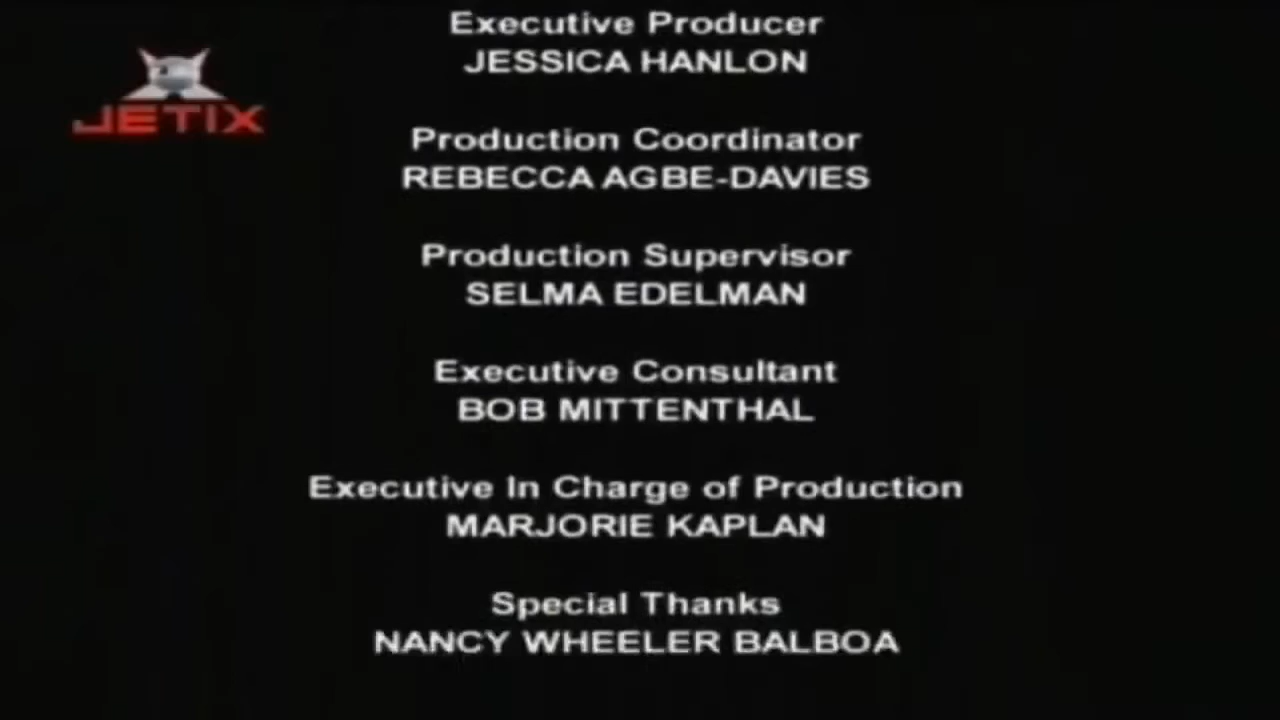 Executive Producer
JESSICA HANLON
JETIX
Production Coordinator
REBECCA AGBE-DAVIES
Production Supervisor
SELMA EDELMAN
Executive Consultant
BOB MITTENTHAL
Executive In Charge of Production
MARJORIE KAPLAN
Special Thanks
NANCY WHEELER BALBOA